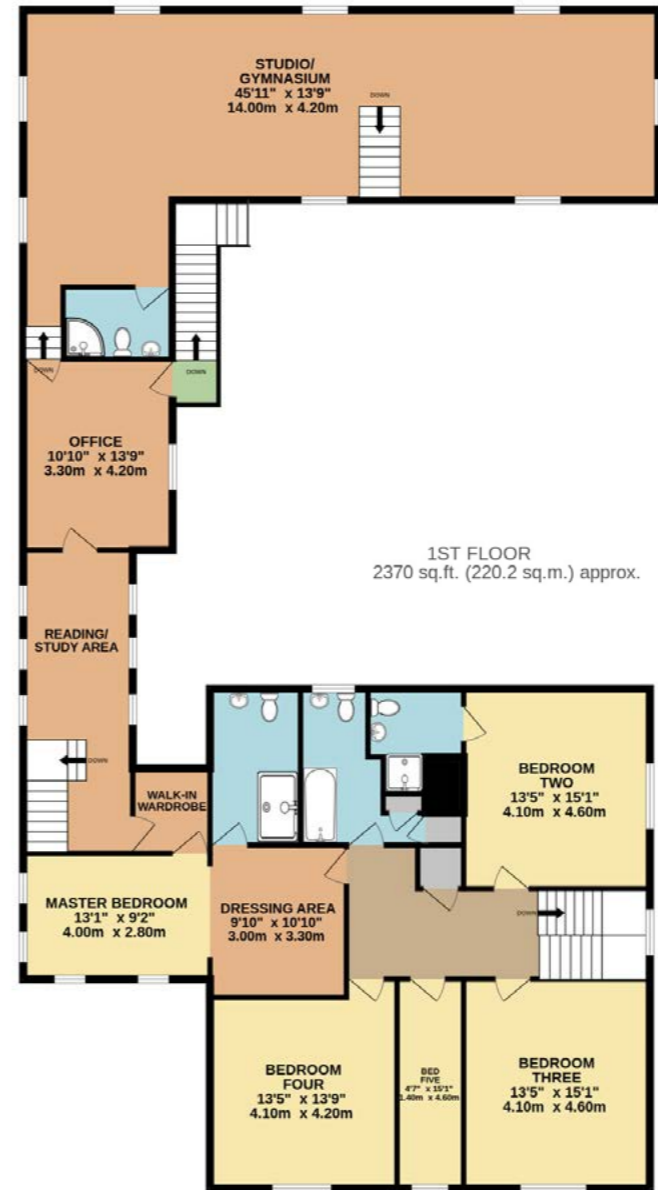 STUDIO/
GYMNASIUM
45'11" x 13'9"
14.00m x 4.20m
DOWN
DOWN
DOWN
OFFICE
10'10" x 13'9"
3.30m x 4.20m
1ST FLOOR
2370 sq.ft. (220.2 sq.m.) approx.
READING/
STUDY AREA
DOWN
WALK-IN
WARDROBE
BEDROOM
TWO
13'5" x 15'1"
4.10m x 4.60m
MASTER BEDROOM
13'1" x 9'2"
4.00m x 2.80m
DRESSING AREA
9'10" x 10'10"
3.00m x 3.30m
DOWN
BEDROOM
FOUR
13'5" x 13'9"
4.10m x 4.20m
BED
FIVE
4'7" x 15'1"
1.40m x 4.60m
BEDROOM
THREE
13'5" x 15'1"
4.10m x 4.60m